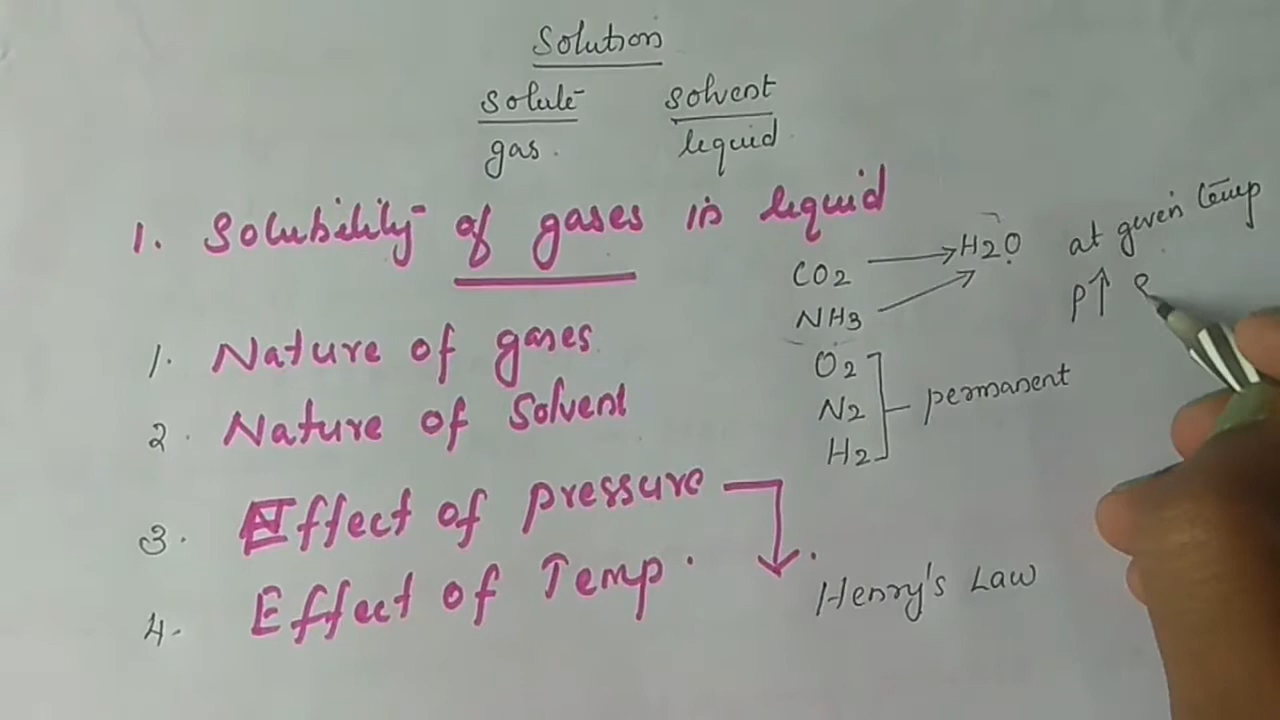 Solution
solute solvent
gas. liquid
1. Solubility of gases in liquid
CO2 → H2O at given temp
NH3 P↑
1. Nature of gases
O2
N2 permanent
H2
2. Nature of Solvent
3. Effect of pressure
4. Effect of Temp.
Henry's Law